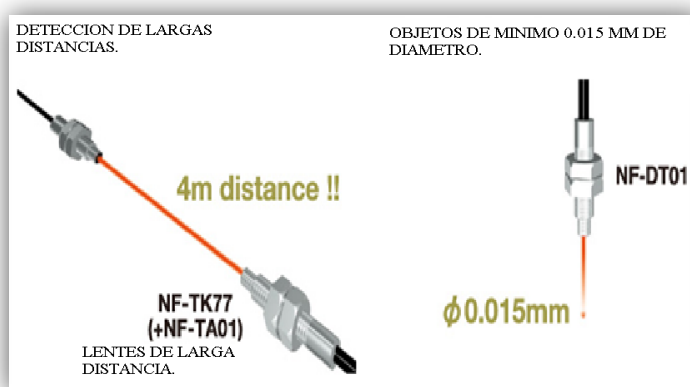 DETECCION DE LARGAS
DISTANCIAS.
4m distance !!
NF-TK77
(+NF-TA01)
LENTES DE LARGA
DISTANCIA.
OBJETOS DE MINIMO 0.015 MM DE
DIAMETRO.
NF-DT01
ϕ0.015mm